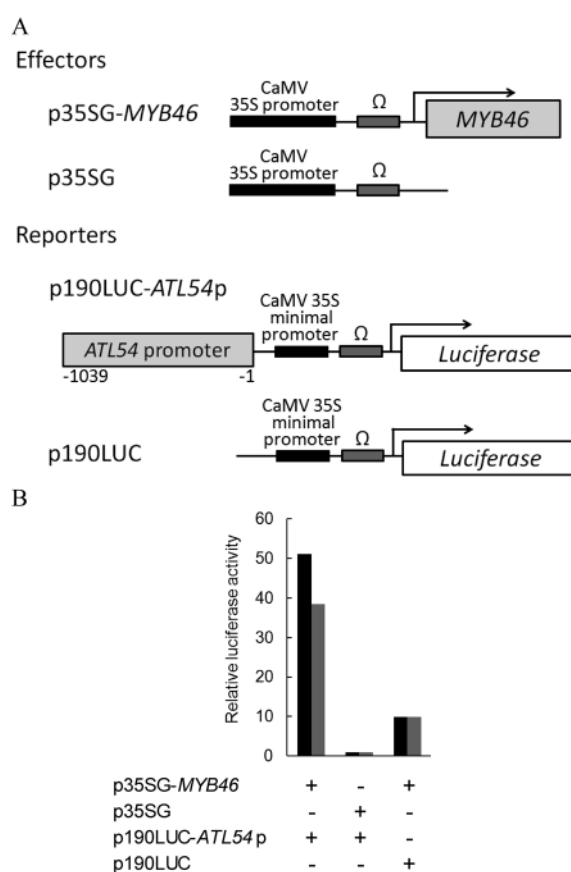 A
Effectors
p35SG-MYB46
CaMV
35S promoter
Ω
MYB46
p35SG
CaMV
35S promoter
Ω
Reporters
p190LUC-ATL54p
ATL54 promoter
-1039 -1
CaMV 35S
minimal
promoter
Ω
Luciferase
p190LUC
CaMV 35S
minimal
promoter
Ω
Luciferase
B
Relative luciferase activity
60
50
40
30
20
10
0
p35SG-MYB46 + - +
p35SG - + -
p190LUC-ATL54p + + -
p190LUC - - +